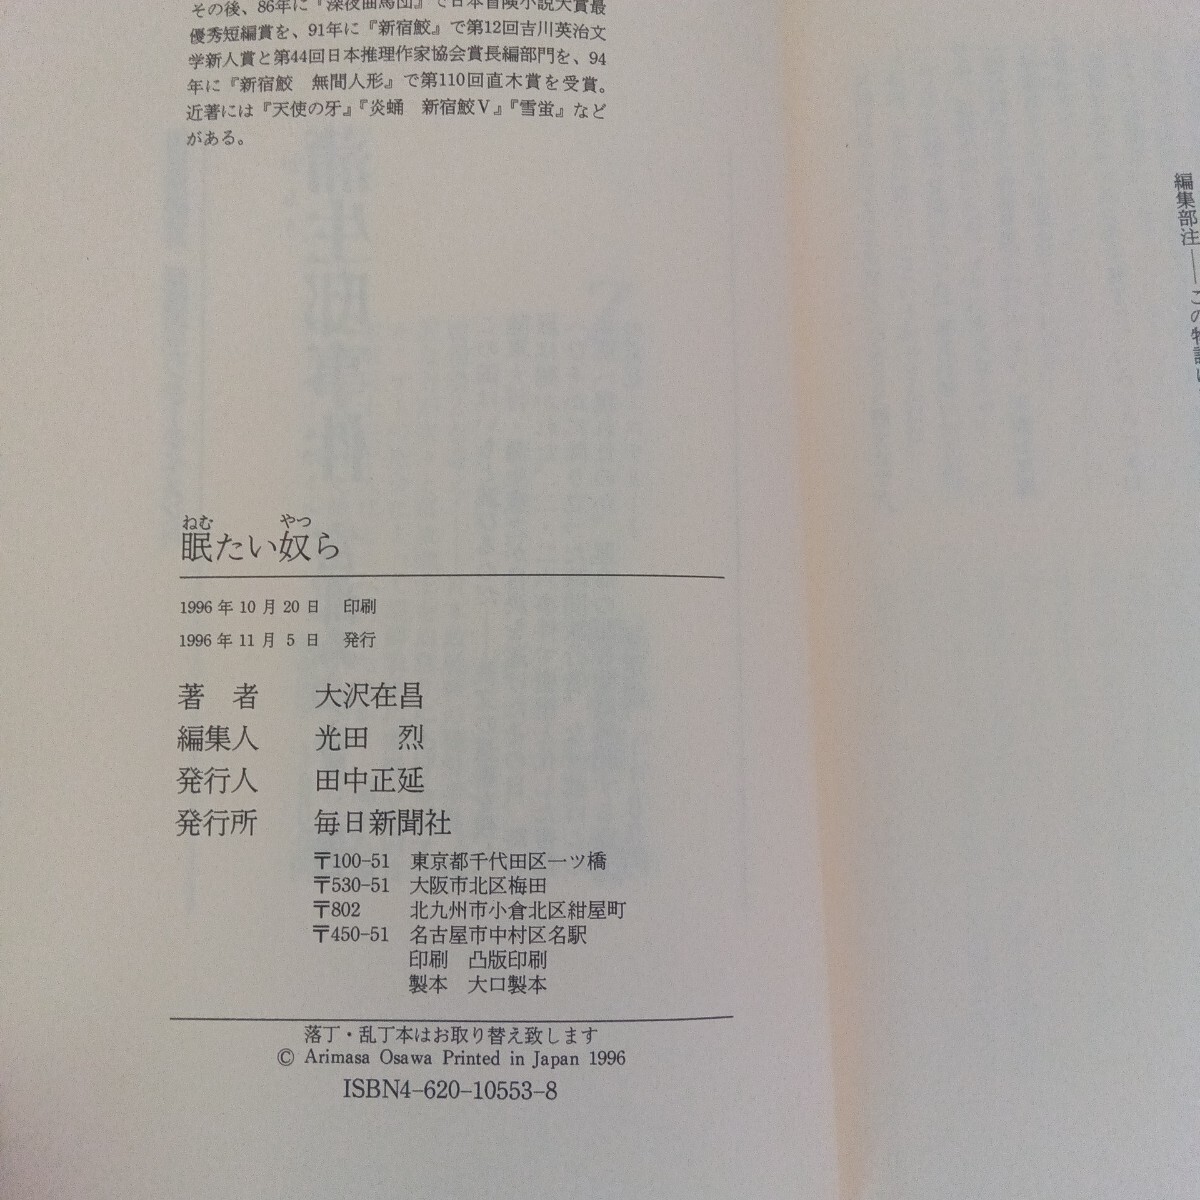 その後、86年に『深夜曲馬団』で日本冒険小説大賞最
優秀短編賞を、91年に『新宿鮫』で第12回吉川英治文
学新人賞と第44回日本推理作家協会賞長編部門を、94
年に『新宿鮫　無間人形』で第110回直木賞を受賞。
近著には『天使の牙』『炎蛹　新宿鮫Ⅴ』『雪蛍』など
がある。
編集部注――この物語は
ねむ　やつ
眠たい奴ら
1996年10月20日　印刷
1996年11月5日　発行
著　者　大沢在昌
編集人　光田　烈
発行人　田中正延
発行所　毎日新聞社
〒100-51　東京都千代田区一ツ橋
〒530-51　大阪市北区梅田
〒802　北九州市小倉北区紺屋町
〒450-51　名古屋市中村区名駅
印刷　凸版印刷
製本　大口製本
落丁・乱丁本はお取り替え致します
© Arimasa Osawa Printed in Japan 1996
ISBN4-620-10553-8